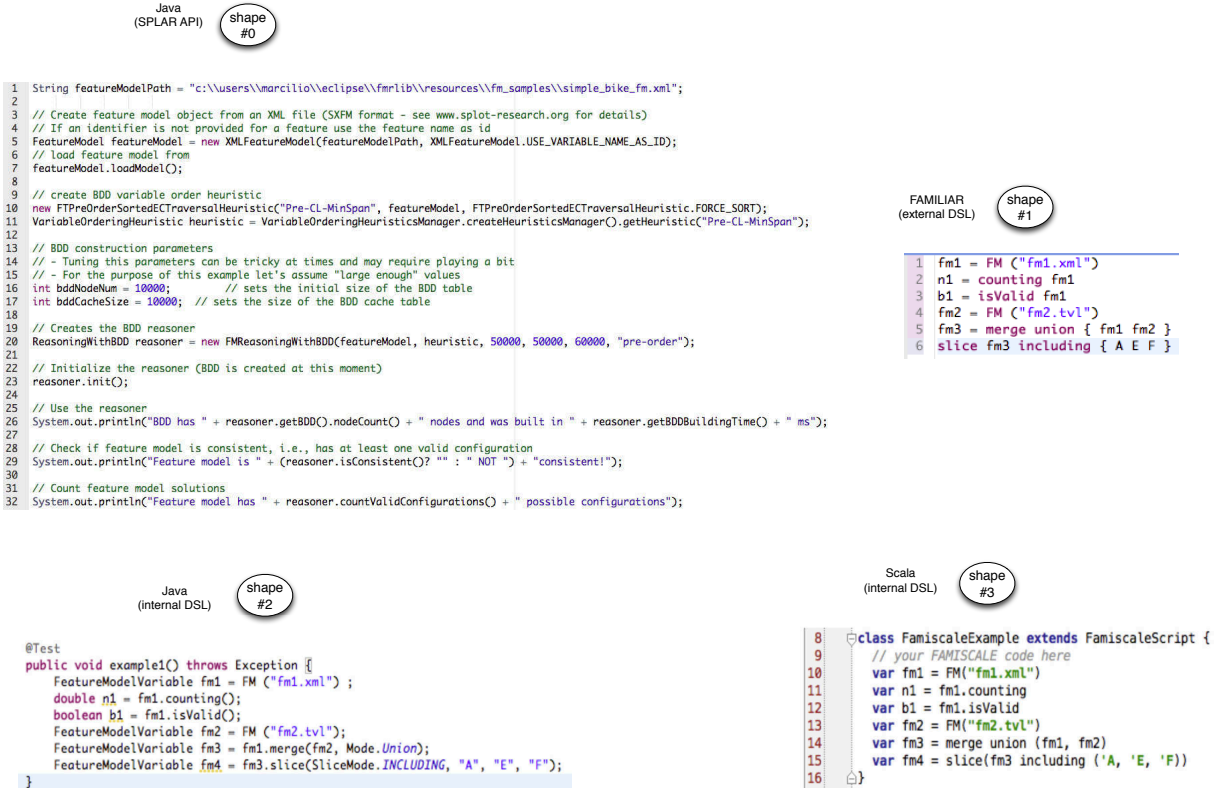 Java
(SPLAR API)
shape
#0
1 String featureModelPath = "c:\\users\\marcilio\\eclipse\\fmrlib\\resources\\fm_samples\\simple_bike_fm.xml";
2
3 // Create feature model object from an XML file (SXFM format - see www.splot-research.org for details)
4 // If an identifier is not provided for a feature use the feature name as id
5 FeatureModel featureModel = new XMLFeatureModel(featureModelPath, XMLFeatureModel.USE_VARIABLE_NAME_AS_ID);
6 // load feature model from
7 featureModel.loadModel();
8
9 // create BDD variable order heuristic
10 new FTPreOrderSortedECTraversalHeuristic("Pre-CL-MinSpan", featureModel, FTPreOrderSortedECTraversalHeuristic.FORCE_SORT);
11 VariableOrderingHeuristic heuristic = VariableOrderingHeuristicsManager.createHeuristicsManager().getHeuristic("Pre-CL-MinSpan");
12
13 // BDD construction parameters
14 // - Tuning this parameters can be tricky at times and may require playing a bit
15 // - For the purpose of this example let's assume "large enough" values
16 int bddNodeNum = 10000; // sets the initial size of the BDD table
17 int bddCacheSize = 10000; // sets the size of the BDD cache table
18
19 // Creates the BDD reasoner
20 ReasoningWithBDD reasoner = new FMReasoningWithBDD(featureModel, heuristic, 50000, 50000, 60000, "pre-order");
21
22 // Initialize the reasoner (BDD is created at this moment)
23 reasoner.init();
24
25 // Use the reasoner
26 System.out.println("BDD has " + reasoner.getBDD().nodeCount() + " nodes and was built in " + reasoner.getBDDBuildingTime() + " ms");
27
28 // Check if feature model is consistent, i.e., has at least one valid configuration
29 System.out.println("Feature model is " + (reasoner.isConsistent()? "" : " NOT ") + "consistent!");
30
31 // Count feature model solutions
32 System.out.println("Feature model has " + reasoner.countValidConfigurations() + " possible configurations");
FAMILIAR
(external DSL)
shape
#1
1 fm1 = FM ("fm1.xml")
2 n1 = counting fm1
3 b1 = isValid fm1
4 fm2 = FM ("fm2.tvl")
5 fm3 = merge union { fm1 fm2 }
6 slice fm3 including { A E F }
Java
(internal DSL)
shape
#2
@Test
public void example1() throws Exception {
FeatureModelVariable fm1 = FM ("fm1.xml") ;
double n1 = fm1.counting();
boolean b1 = fm1.isValid();
FeatureModelVariable fm2 = FM ("fm2.tvl");
FeatureModelVariable fm3 = fm1.merge(fm2, Mode.Union);
FeatureModelVariable fm4 = fm3.slice(SliceMode.INCLUDING, "A", "E", "F");
}
Scala
(internal DSL)
shape
#3
8 class FamiscaleExample extends FamiscaleScript {
9 // your FAMISCALE code here
10 var fm1 = FM("fm1.xml")
11 var n1 = fm1.counting
12 var b1 = fm1.isValid
13 var fm2 = FM("fm2.tvl")
14 var fm3 = merge union (fm1, fm2)
15 var fm4 = slice(fm3 including ('A, 'E, 'F))
16 }